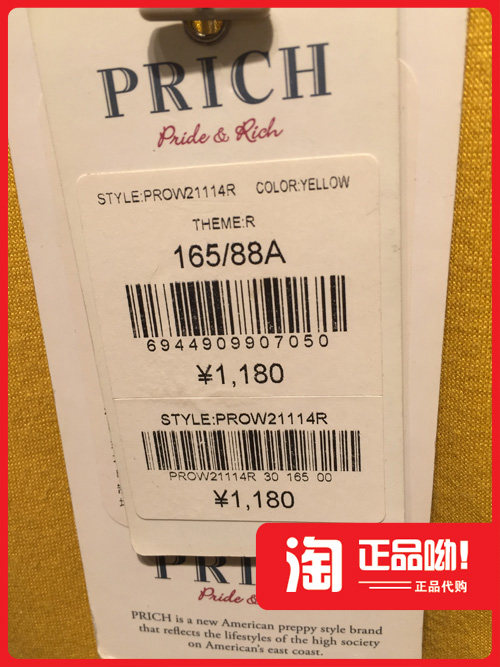 PRICH
Pride & Rich
STYLE:PROW21114R COLOR:YELLOW
THEME:R
165/88A
6944909907050
¥1,180
STYLE:PROW21114R
PROW21114R 30 165 00
¥1,180
淘 正品呦!
正品代购
PRI
Pride &
PRICH is a new American preppy style brand
that reflects the lifestyles of the high society
on American's east coast.